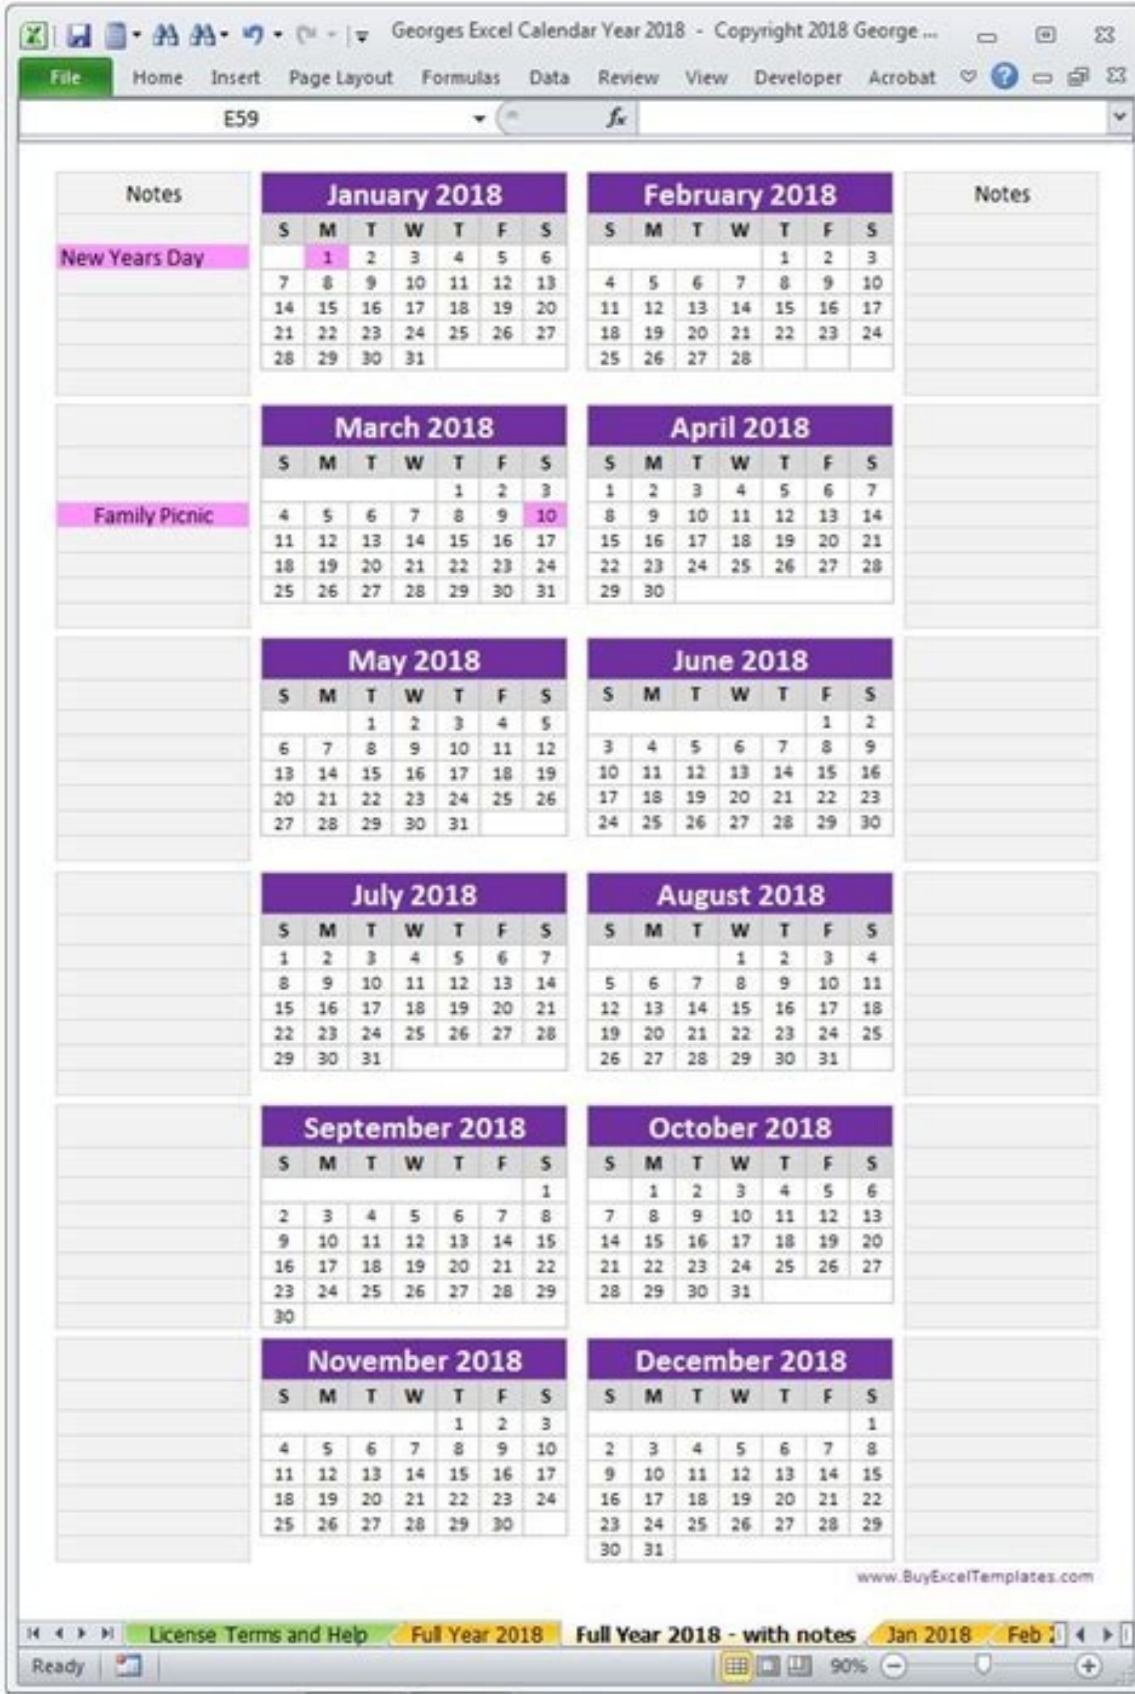 Georges Excel Calendar Year 2018 - Copyright 2018 George ...
File Home Insert Page Layout Formulas Data Review View Developer Acrobat
E59 fx
Notes January 2018 February 2018 Notes
S M T W T F S S M T W T F S
New Years Day 1 2 3 4 5 6 1 2 3
7 8 9 10 11 12 13 4 5 6 7 8 9 10
14 15 16 17 18 19 20 11 12 13 14 15 16 17
21 22 23 24 25 26 27 18 19 20 21 22 23 24
28 29 30 31 25 26 27 28
March 2018 April 2018
S M T W T F S S M T W T F S
1 2 3 1 2 3 4 5 6 7
Family Picnic 4 5 6 7 8 9 10 8 9 10 11 12 13 14
11 12 13 14 15 16 17 15 16 17 18 19 20 21
18 19 20 21 22 23 24 22 23 24 25 26 27 28
25 26 27 28 29 30 31 29 30
May 2018 June 2018
S M T W T F S S M T W T F S
1 2 3 4 5 1 2
6 7 8 9 10 11 12 3 4 5 6 7 8 9
13 14 15 16 17 18 19 10 11 12 13 14 15 16
20 21 22 23 24 25 26 17 18 19 20 21 22 23
27 28 29 30 31 24 25 26 27 28 29 30
July 2018 August 2018
S M T W T F S S M T W T F S
1 2 3 4 5 6 7 1 2 3 4
8 9 10 11 12 13 14 5 6 7 8 9 10 11
15 16 17 18 19 20 21 12 13 14 15 16 17 18
22 23 24 25 26 27 28 19 20 21 22 23 24 25
29 30 31 26 27 28 29 30 31
September 2018 October 2018
S M T W T F S S M T W T F S
1 1 2 3 4 5 6
2 3 4 5 6 7 8 7 8 9 10 11 12 13
9 10 11 12 13 14 15 14 15 16 17 18 19 20
16 17 18 19 20 21 22 21 22 23 24 25 26 27
23 24 25 26 27 28 29 28 29 30 31
30
November 2018 December 2018
S M T W T F S S M T W T F S
1 2 3 1
4 5 6 7 8 9 10 2 3 4 5 6 7 8
11 12 13 14 15 16 17 9 10 11 12 13 14 15
18 19 20 21 22 23 24 16 17 18 19 20 21 22
25 26 27 28 29 30 23 24 25 26 27 28 29
30 31
www.BuyExcelTemplates.com
License Terms and Help Full Year 2018 Full Year 2018 - with notes Jan 2018 Feb
Ready 90%